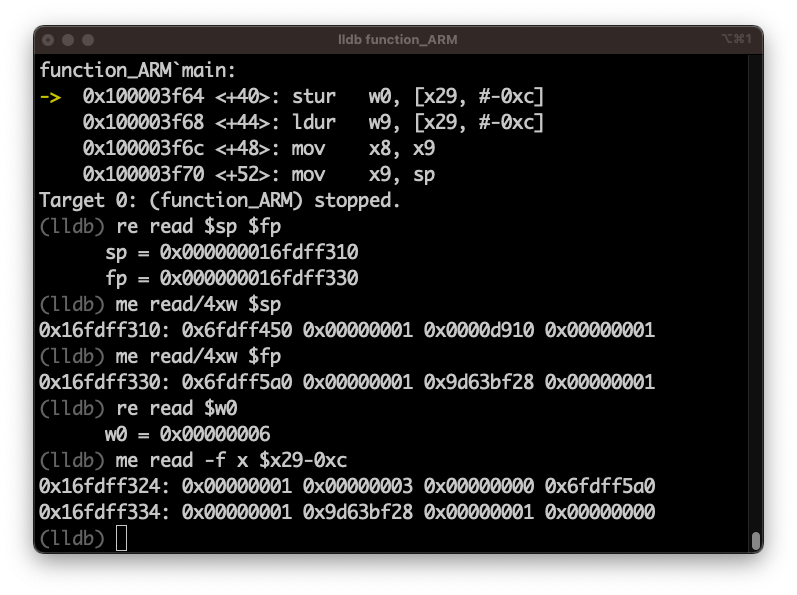 lldb function_ARM
⌥⌘1
function_ARM`main:
->  0x100003f64 <+40>: stur   w0, [x29, #-0xc]
    0x100003f68 <+44>: ldur   w9, [x29, #-0xc]
    0x100003f6c <+48>: mov    x8, x9
    0x100003f70 <+52>: mov    x9, sp
Target 0: (function_ARM) stopped.
(lldb) re read $sp $fp
      sp = 0x000000016fdff310
      fp = 0x000000016fdff330
(lldb) me read/4xw $sp
0x16fdff310: 0x6fdff450 0x00000001 0x0000d910 0x00000001
(lldb) me read/4xw $fp
0x16fdff330: 0x6fdff5a0 0x00000001 0x9d63bf28 0x00000001
(lldb) re read $w0
      w0 = 0x00000006
(lldb) me read -f x $x29-0xc
0x16fdff324: 0x00000001 0x00000003 0x00000000 0x6fdff5a0
0x16fdff334: 0x00000001 0x9d63bf28 0x00000001 0x00000000
(lldb)